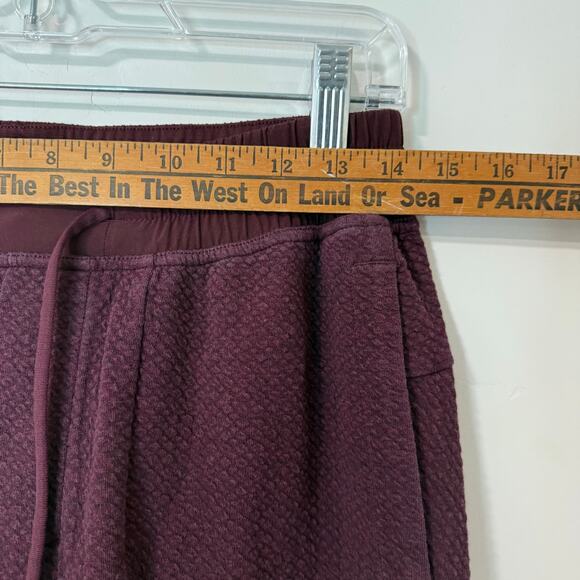 8 9 10 11 12 13 14 15 16 17
The Best In The West On Land Or Sea - PARKER